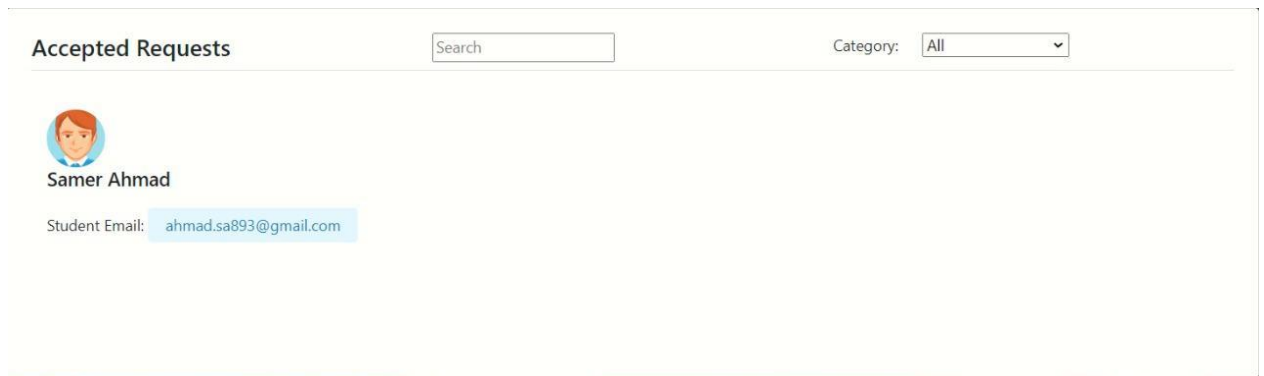 Accepted Requests Search Category: All
Samer Ahmad
Student Email: ahmad.sa893@gmail.com